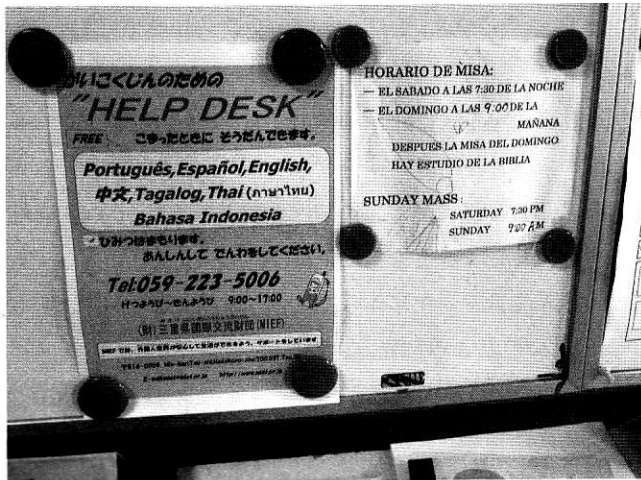 がいこくじんのための
"HELP DESK"
FREE こまったときに そうだんできます。
Português,Español,English,
中文,Tagalog,Thai (ภาษาไทย)
Bahasa Indonesia
ひみつはまもります。
あんしんして でんわをしてください。
Tel:059-223-5006
げつようび～きんようび 9:00～17:00
(財)三重県国際交流財団(MIEF)
HORARIO DE MISA:
— EL SABADO A LAS 7:30 DE LA NOCHE
— EL DOMINGO A LAS 9:00 DE LA
MAÑANA
DESPUES LA MISA DEL DOMINGO
HAY ESTUDIO DE LA BIBLIA
SUNDAY MASS:
SATURDAY 7:30 PM
SUNDAY 9:00 AM